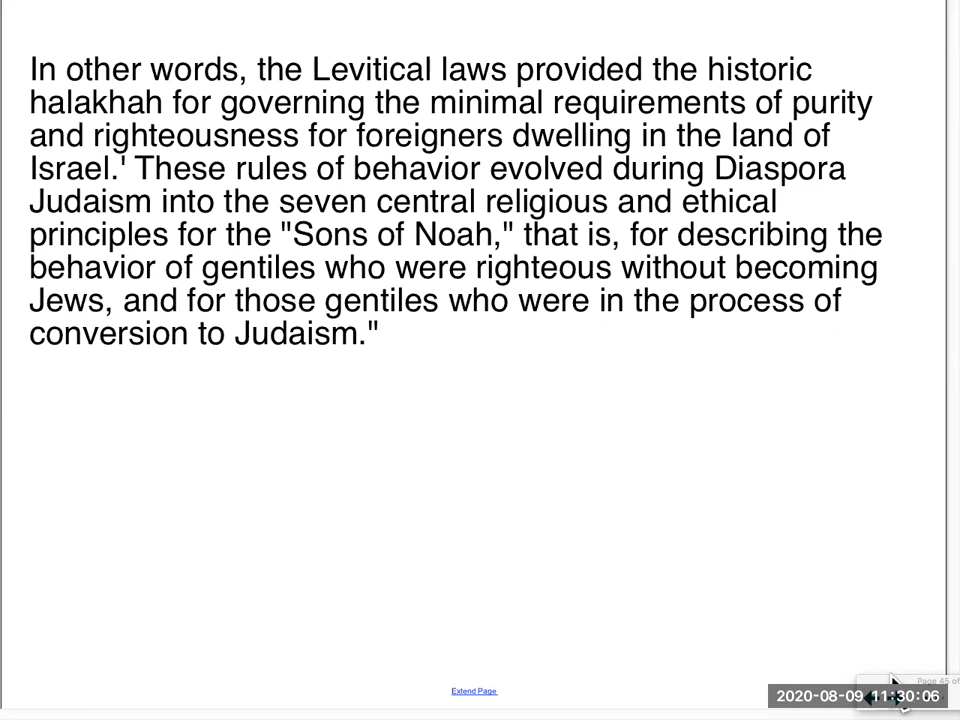 In other words, the Levitical laws provided the historic
halakhah for governing the minimal requirements of purity
and righteousness for foreigners dwelling in the land of
Israel.' These rules of behavior evolved during Diaspora
Judaism into the seven central religious and ethical
principles for the "Sons of Noah," that is, for describing the
behavior of gentiles who were righteous without becoming
Jews, and for those gentiles who were in the process of
conversion to Judaism."
Page 45 of
Extend Page
2020-08-09 11:30:06